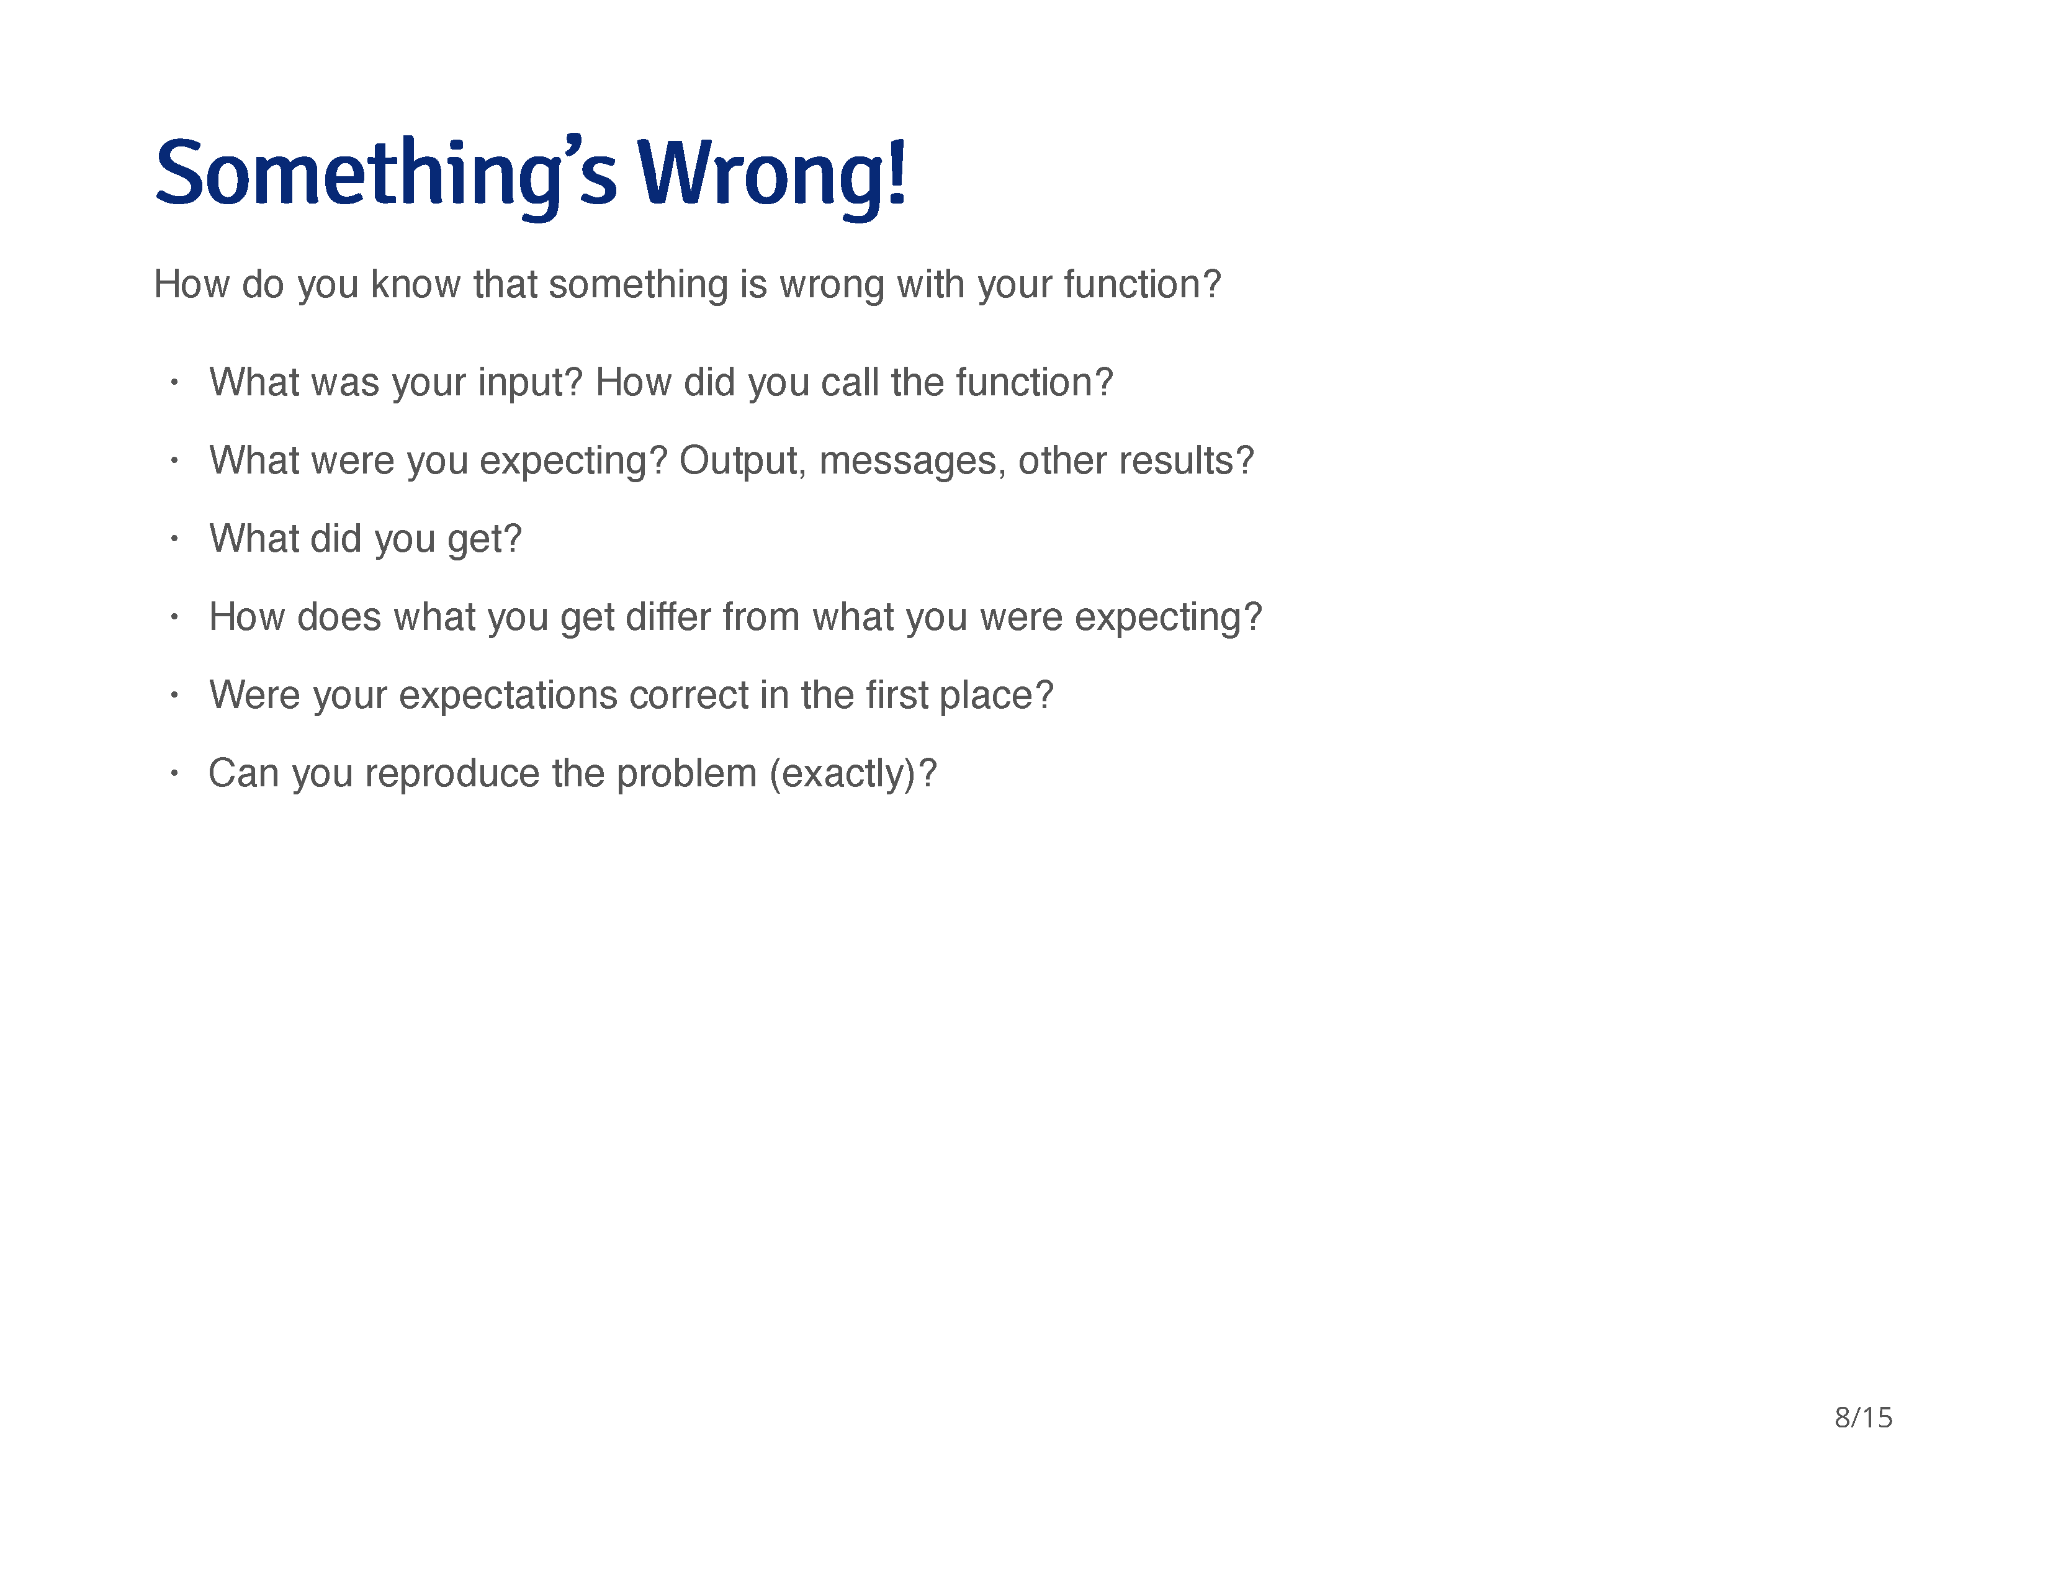 Something’s Wrong!
How do you know that something is wrong with your function?
· What was your input? How did you call the function?
· What were you expecting? Output, messages, other results?
· What did you get?
· How does what you get differ from what you were expecting?
· Were your expectations correct in the first place?
· Can you reproduce the problem (exactly)?
8/15